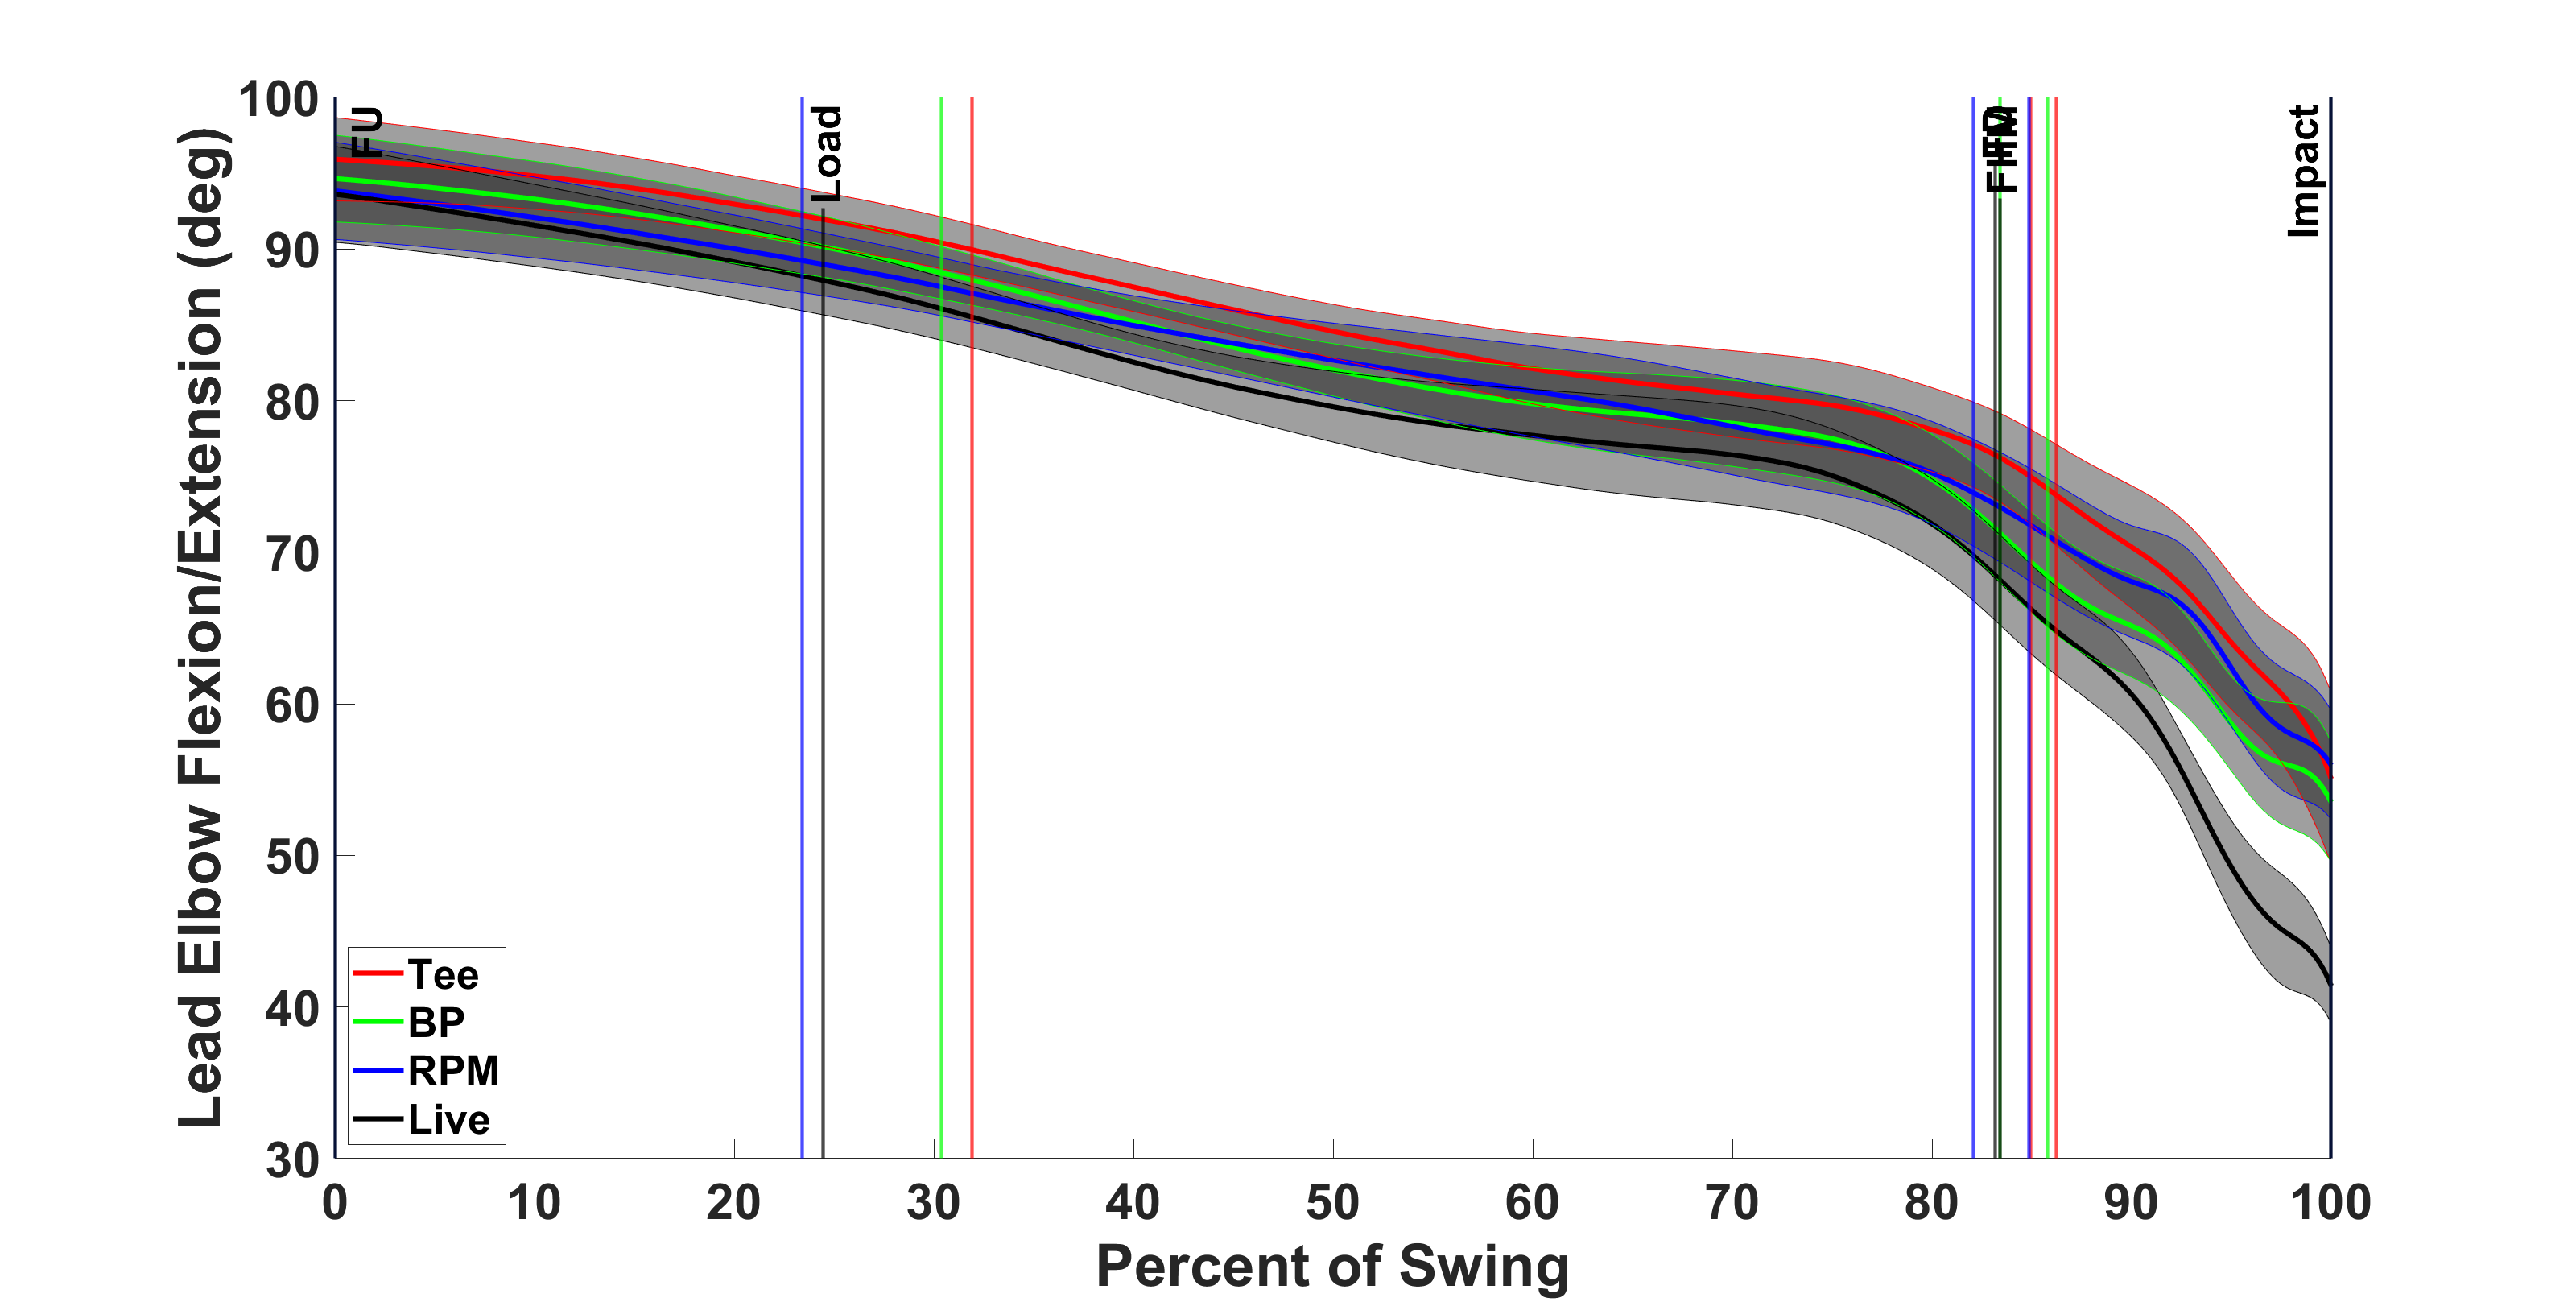 Lead Elbow Flexion/Extension (deg)
100
90
80
70
60
50
40
30
FU
Load
Impact
Tee
BP
RPM
Live
0 10 20 30 40 50 60 70 80 90 100
Percent of Swing